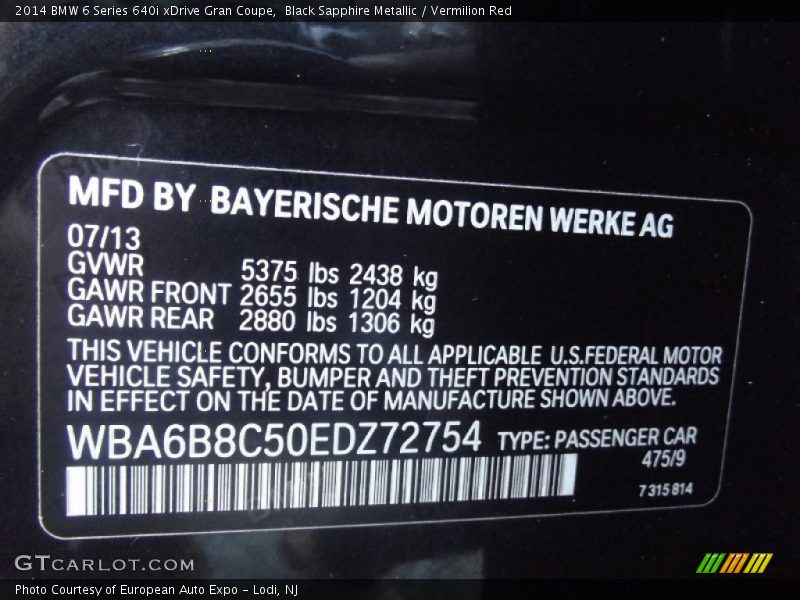 2014 BMW 6 Series 640i xDrive Gran Coupe,  Black Sapphire Metallic / Vermilion Red
MFD BY BAYERISCHE MOTOREN WERKE AG
07/13
GVWR 5375 lbs 2438 kg
GAWR FRONT 2655 lbs 1204 kg
GAWR REAR 2880 lbs 1306 kg
THIS VEHICLE CONFORMS TO ALL APPLICABLE U.S.FEDERAL MOTOR
VEHICLE SAFETY, BUMPER AND THEFT PREVENTION STANDARDS
IN EFFECT ON THE DATE OF MANUFACTURE SHOWN ABOVE.
WBA6B8C50EDZ72754 TYPE: PASSENGER CAR
475/9
7 315 814
GTCARLOT.COM
Photo Courtesy of European Auto Expo - Lodi, NJ